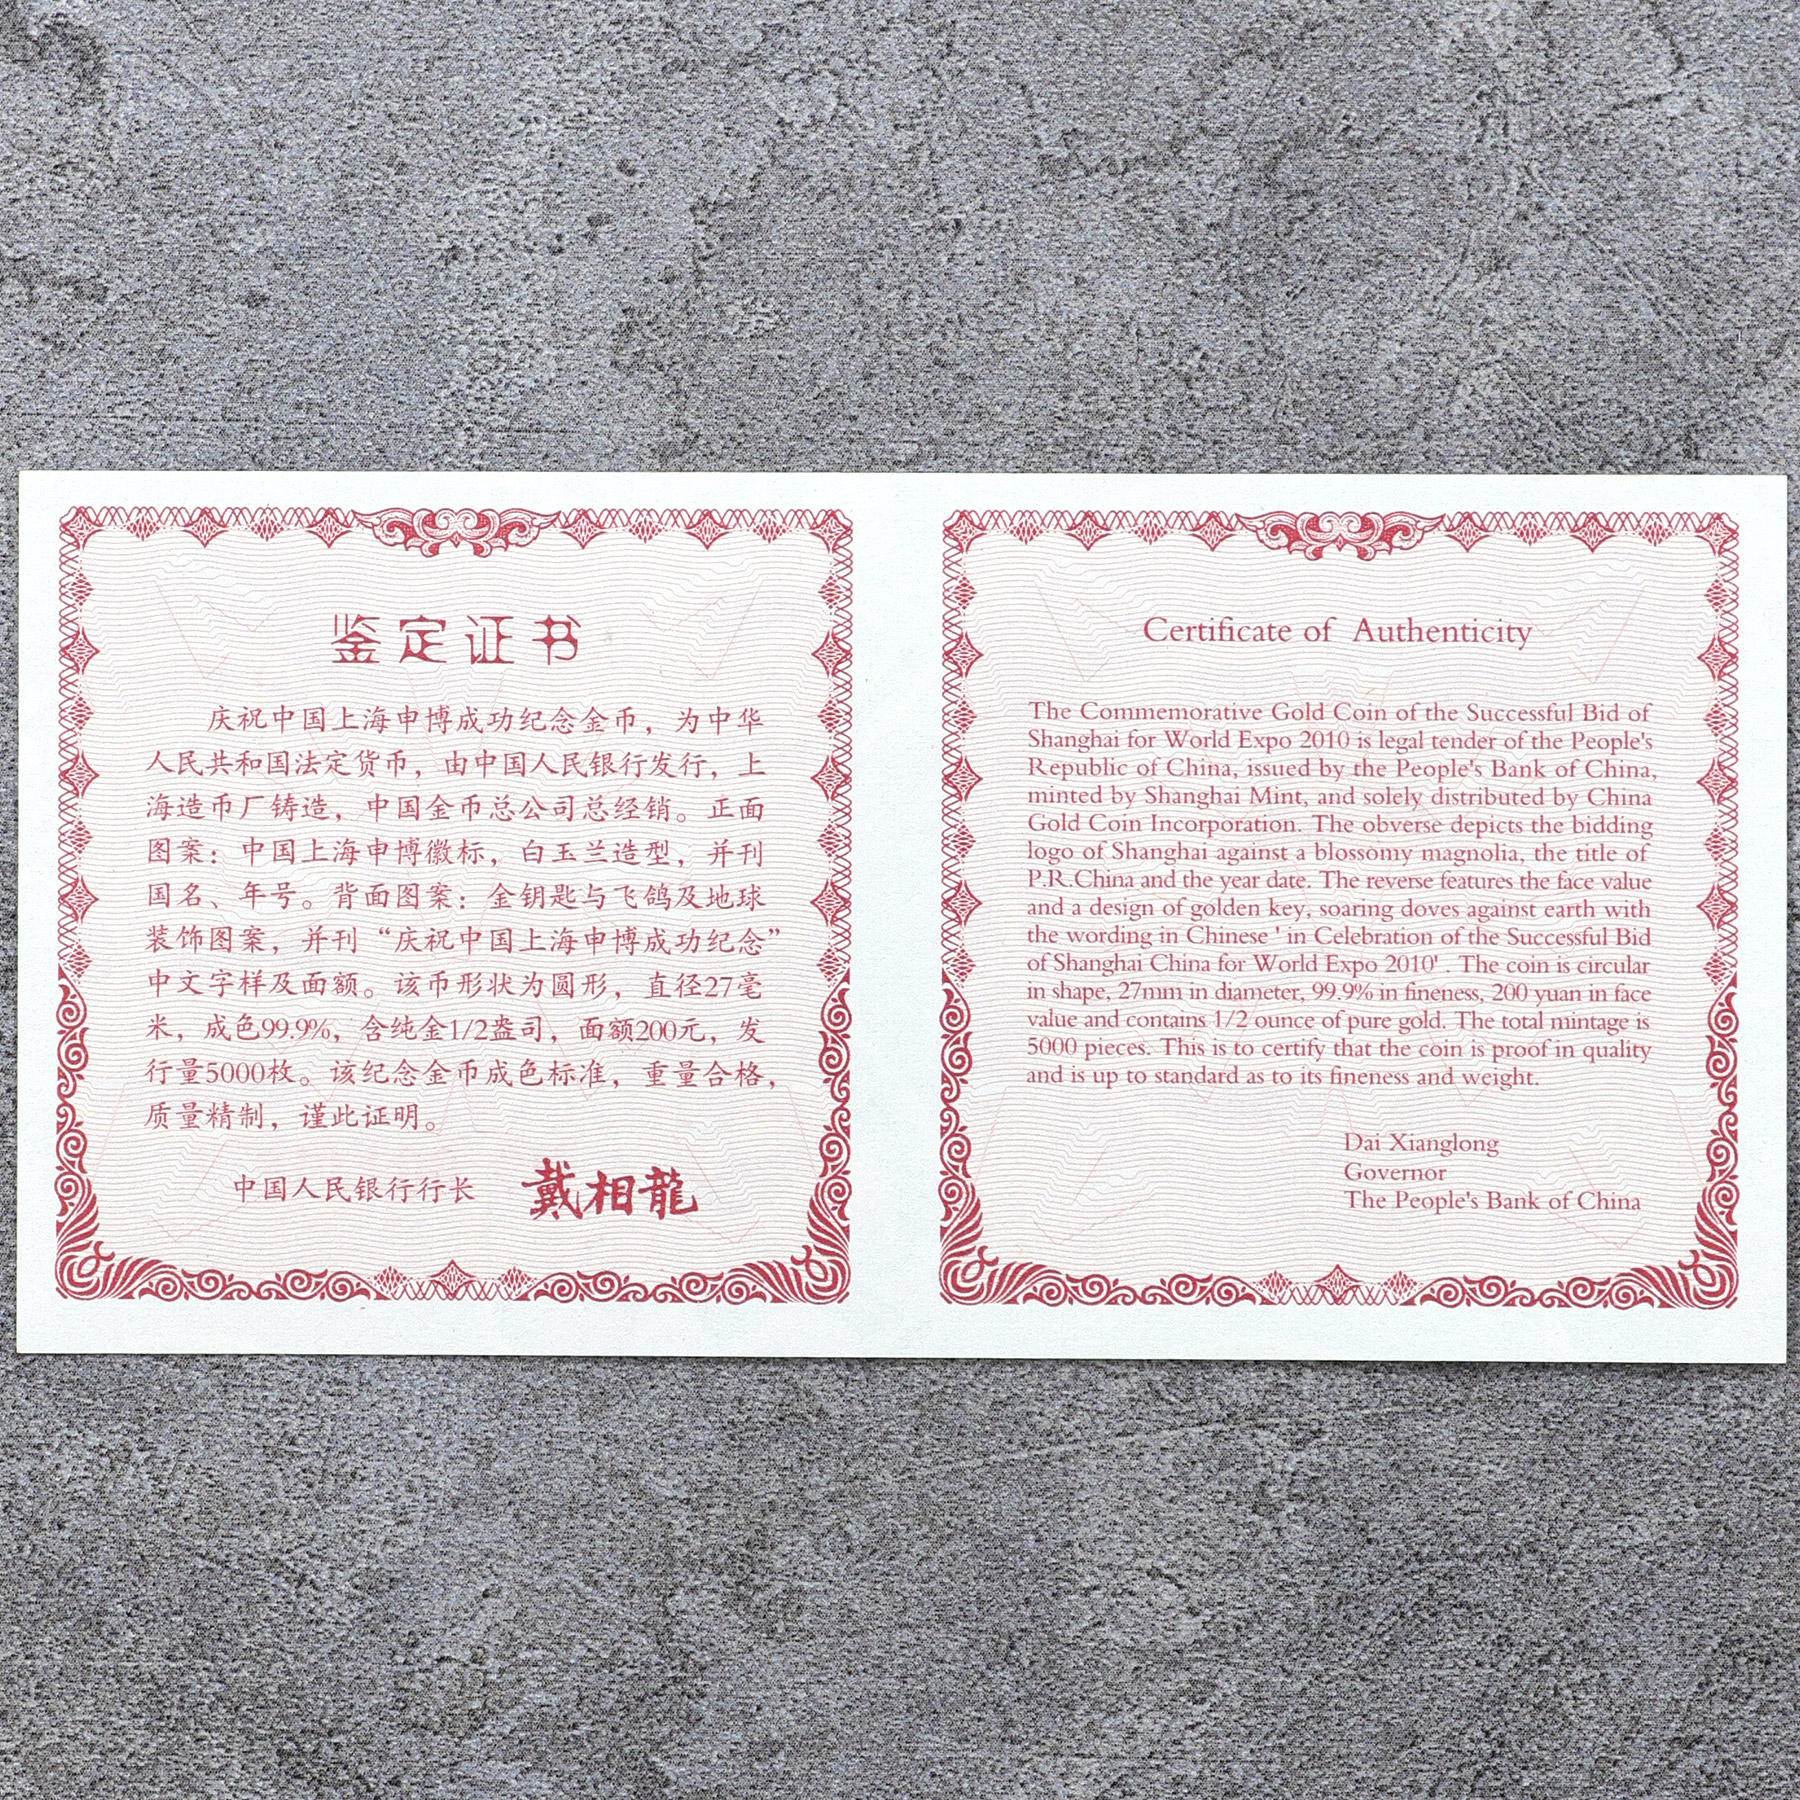 鉴定证书
庆祝中国上海申博成功纪念金币，为中华
人民共和国法定货币，由中国人民银行发行，上
海造币厂铸造，中国金币总公司总经销。正面
图案：中国上海申博徽标，白玉兰造型，并刊
国名、年号。背面图案：金钥匙与飞鸽及地球
装饰图案，并刊“庆祝中国上海申博成功纪念”
中文字样及面额。该币形状为圆形，直径27毫
米，成色99.9%，含纯金1/2盎司，面额200元，发
行量5000枚。该纪念金币成色标准，重量合格，
质量精制，谨此证明。
中国人民银行行长 戴相龍
Certificate of Authenticity
The Commemorative Gold Coin of the Successful Bid of
Shanghai for World Expo 2010 is legal tender of the People's
Republic of China, issued by the People's Bank of China,
minted by Shanghai Mint, and solely distributed by China
Gold Coin Incorporation. The obverse depicts the bidding
logo of Shanghai against a blossomy magnolia, the title of
P.R.China and the year date. The reverse features the face value
and a design of golden key, soaring doves against earth with
the wording in Chinese ' in Celebration of the Successful Bid
of Shanghai China for World Expo 2010' . The coin is circular
in shape, 27mm in diameter, 99.9% in fineness, 200 yuan in face
value and contains 1/2 ounce of pure gold. The total mintage is
5000 pieces. This is to certify that the coin is proof in quality
and is up to standard as to its fineness and weight.
Dai Xianglong
Governor
The People's Bank of China